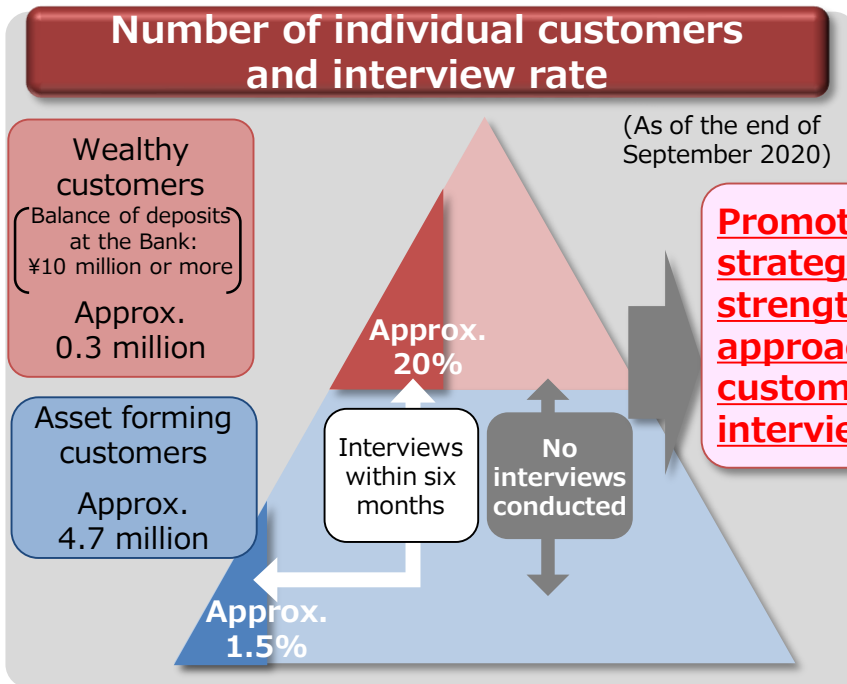 Number of individual customers
and interview rate
(As of the end of
September 2020)
Wealthy
customers
Balance of deposits
at the Bank:
¥10 million or more
Approx.
0.3 million
Approx.
20%
Asset forming
customers
Approx.
4.7 million
Interviews
within six
months
No
interviews
conducted
Approx.
1.5%